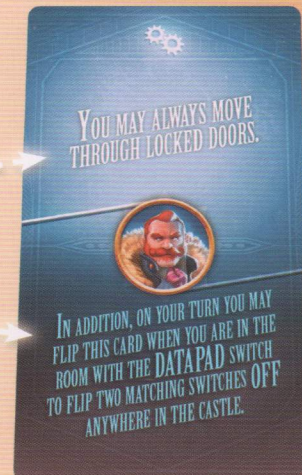 You may always move
through locked doors.
In addition, on your turn you may
flip this card when you are in the
room with the DATAPAD switch
to flip two matching switches OFF
anywhere in the castle.